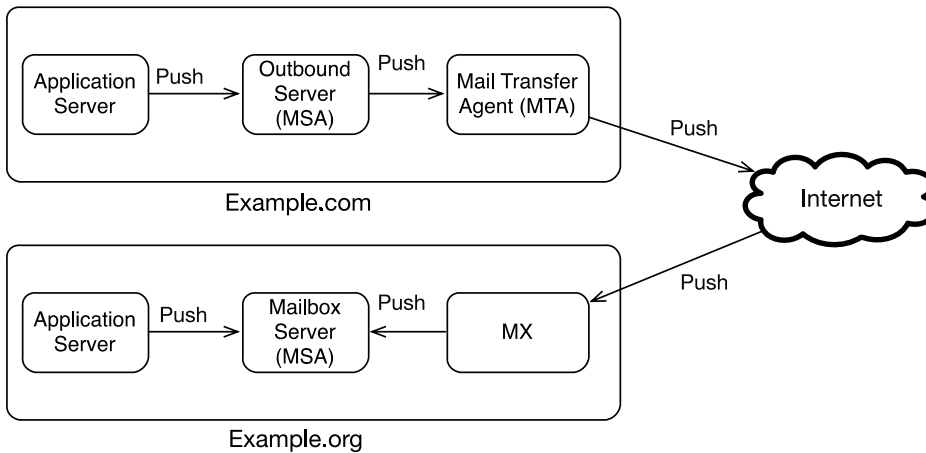 Application
Server
Push
Outbound
Server
(MSA)
Push
Mail Transfer
Agent (MTA)
Push
Internet
Example.com
Application
Server
Push
Mailbox
Server
(MSA)
Push
MX
Push
Example.org